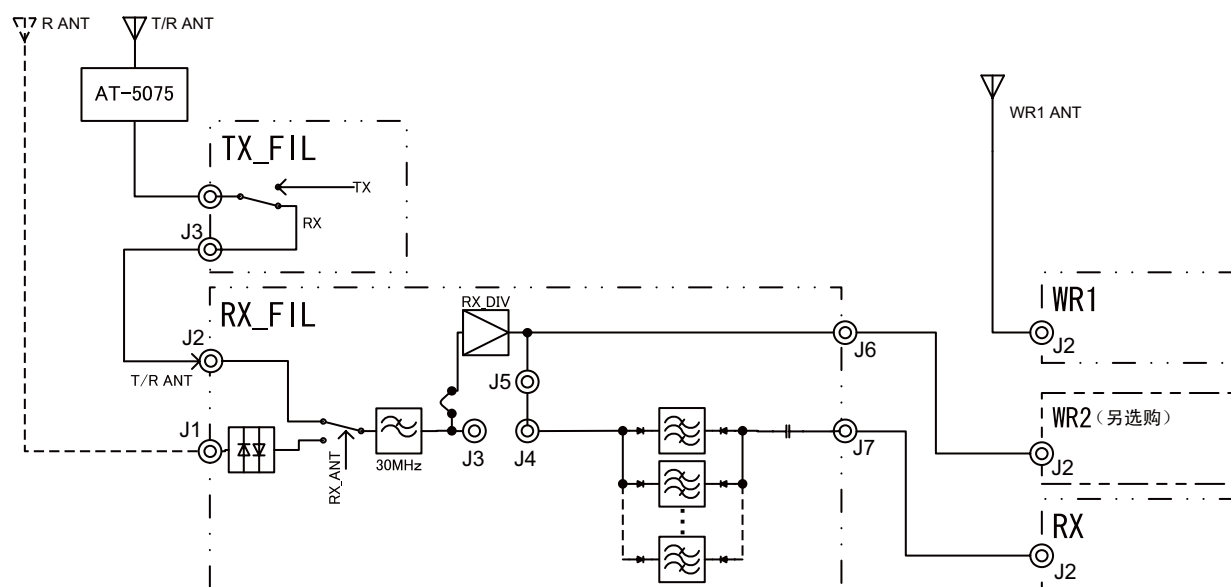 R ANT
T/R ANT
AT-5075
WR1 ANT
TX_FIL
TX
RX
J3
RX_FIL
RX_DIV
WR1
J2
J2
J6
T/R ANT
J5
WR2（另选购）
J1
J3
J4
J7
J2
30MHz
RX_ANT
RX
J2